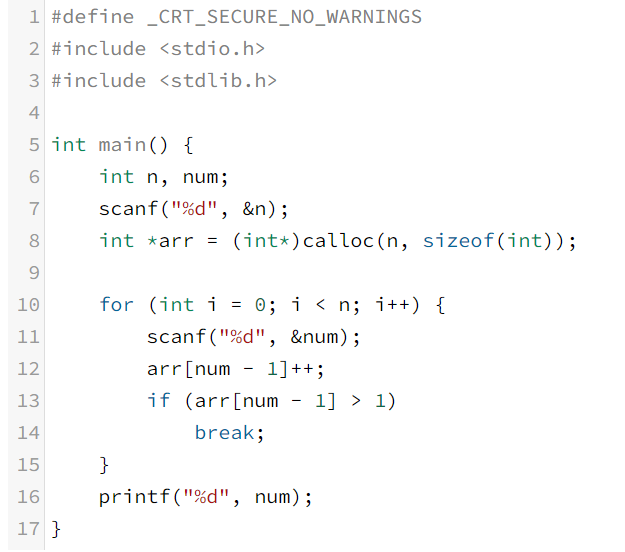 1 #define _CRT_SECURE_NO_WARNINGS
2 #include <stdio.h>
3 #include <stdlib.h>
4
5 int main() {
6     int n, num;
7     scanf("%d", &n);
8     int *arr = (int*)calloc(n, sizeof(int));
9
10     for (int i = 0; i < n; i++) {
11         scanf("%d", &num);
12         arr[num - 1]++;
13         if (arr[num - 1] > 1)
14             break;
15     }
16     printf("%d", num);
17 }